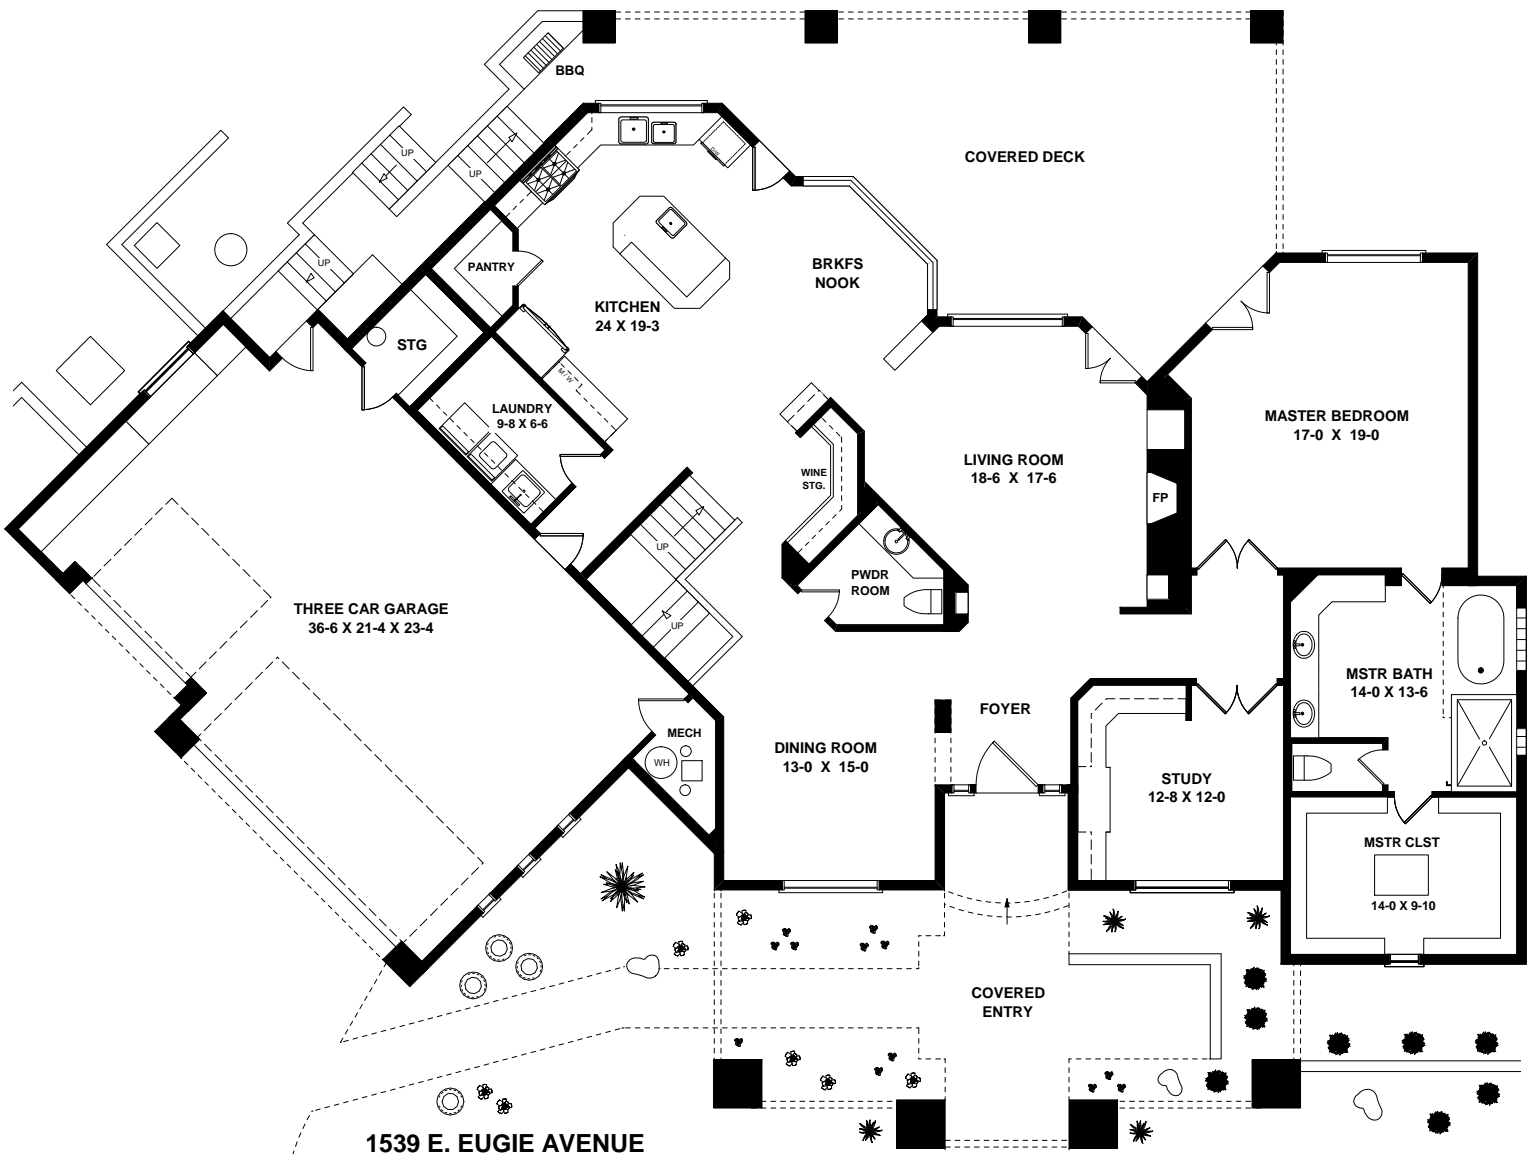 BBQ
UP
UP
COVERED DECK
UP
PANTRY
BRKFS
NOOK
KITCHEN
24 X 19-3
STG
M/W
LAUNDRY
9-8 X 6-6
MASTER BEDROOM
17-0 X 19-0
LIVING ROOM
18-6 X 17-6
WINE
STG.
FP
UP
PWDR
ROOM
THREE CAR GARAGE
36-6 X 21-4 X 23-4
UP
MSTR BATH
14-0 X 13-6
FOYER
MECH
WH
DINING ROOM
13-0 X 15-0
STUDY
12-8 X 12-0
MSTR CLST
14-0 X 9-10
COVERED
ENTRY
1539 E. EUGIE AVENUE